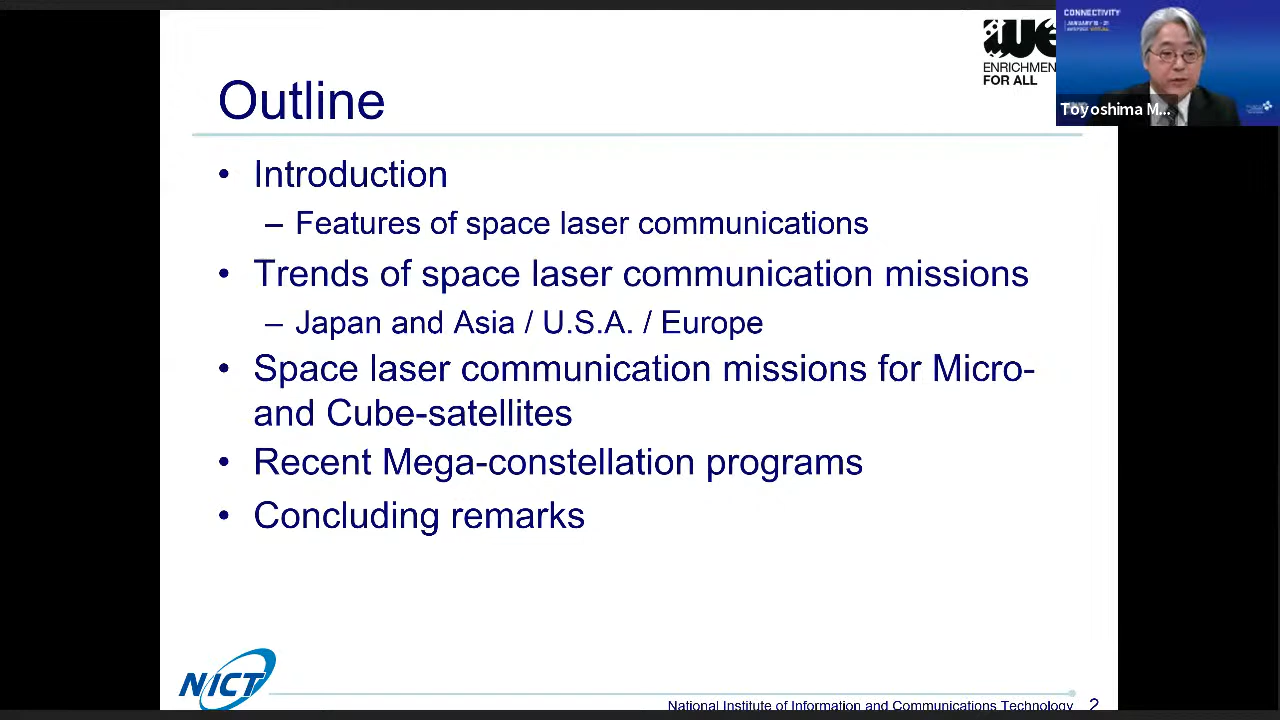 Outline
• Introduction
– Features of space laser communications
• Trends of space laser communication missions
– Japan and Asia / U.S.A. / Europe
• Space laser communication missions for Micro-
and Cube-satellites
• Recent Mega-constellation programs
• Concluding remarks
ENRICHMEN
FOR ALL
CONNECTIVITY
Toyoshima M...
NICT
National Institute of Information and Communications Technology
2